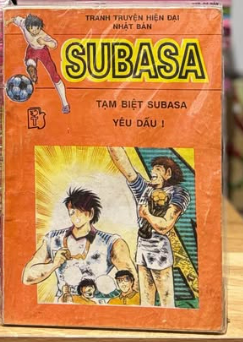 TRANH TRUYỆN HIỆN ĐẠI
NHẬT BẢN
SUBASA
TẠM BIỆT SUBASA
YÊU DẤU !